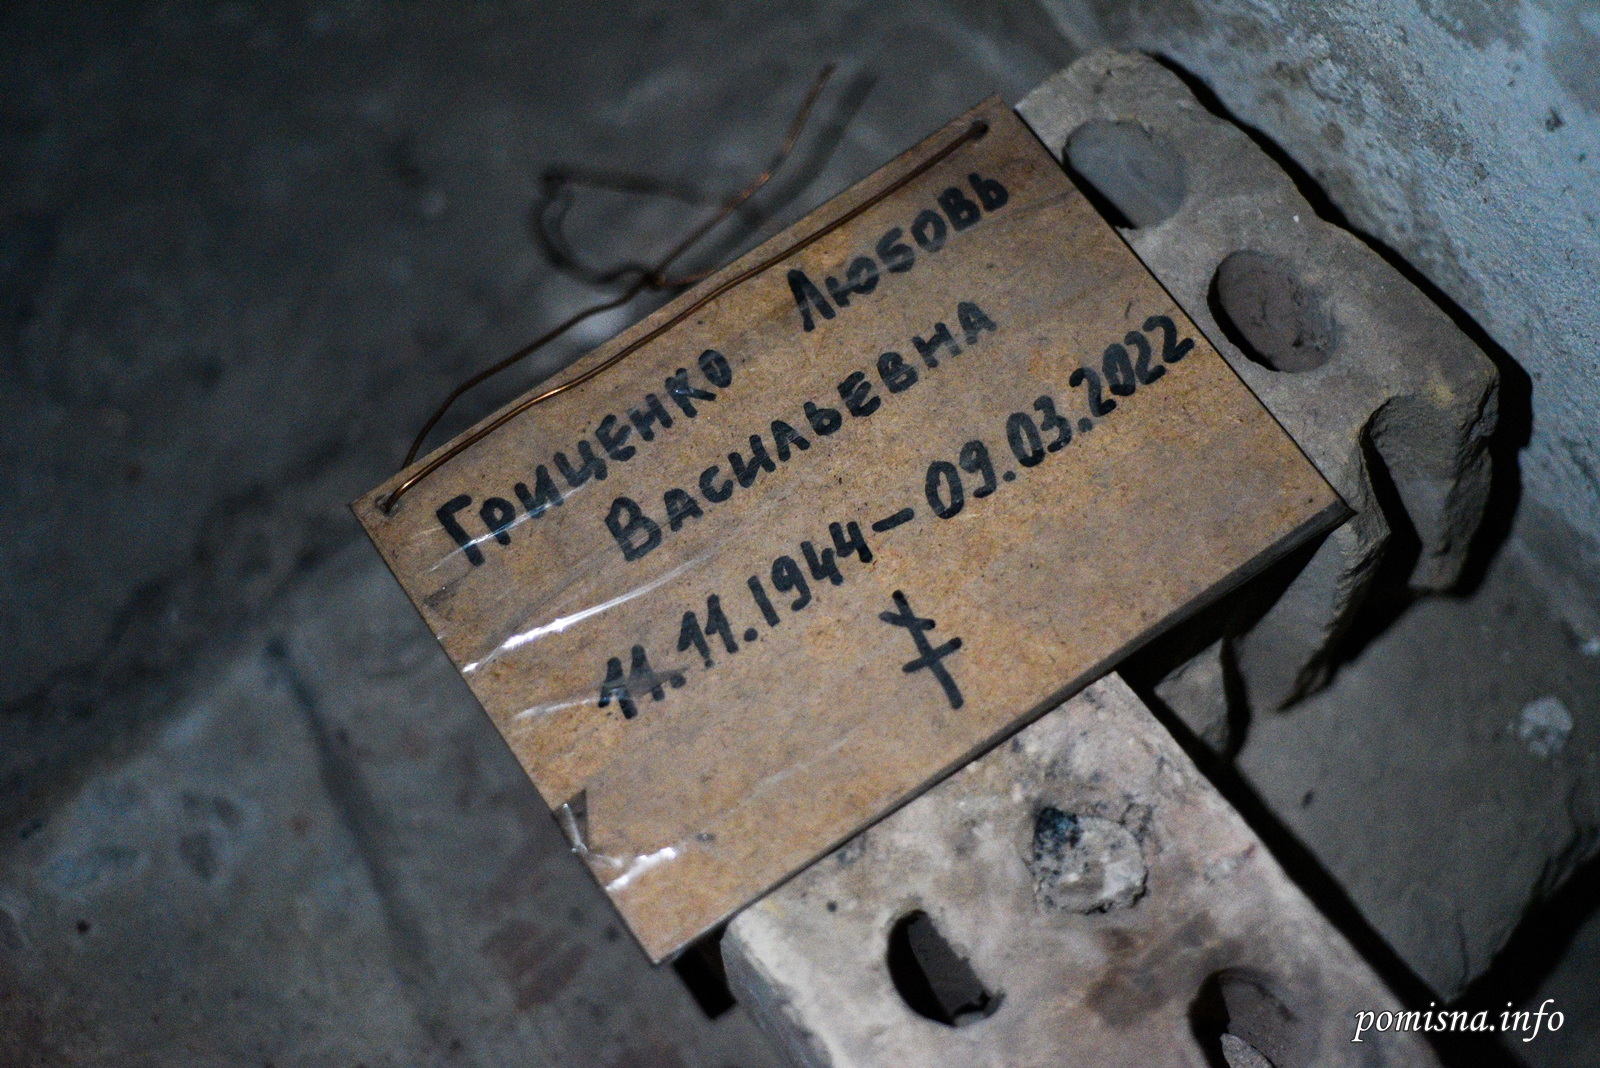 Гриценко Любовь
Васильевна
11.11.1944-09.03.2022
pomisna.info